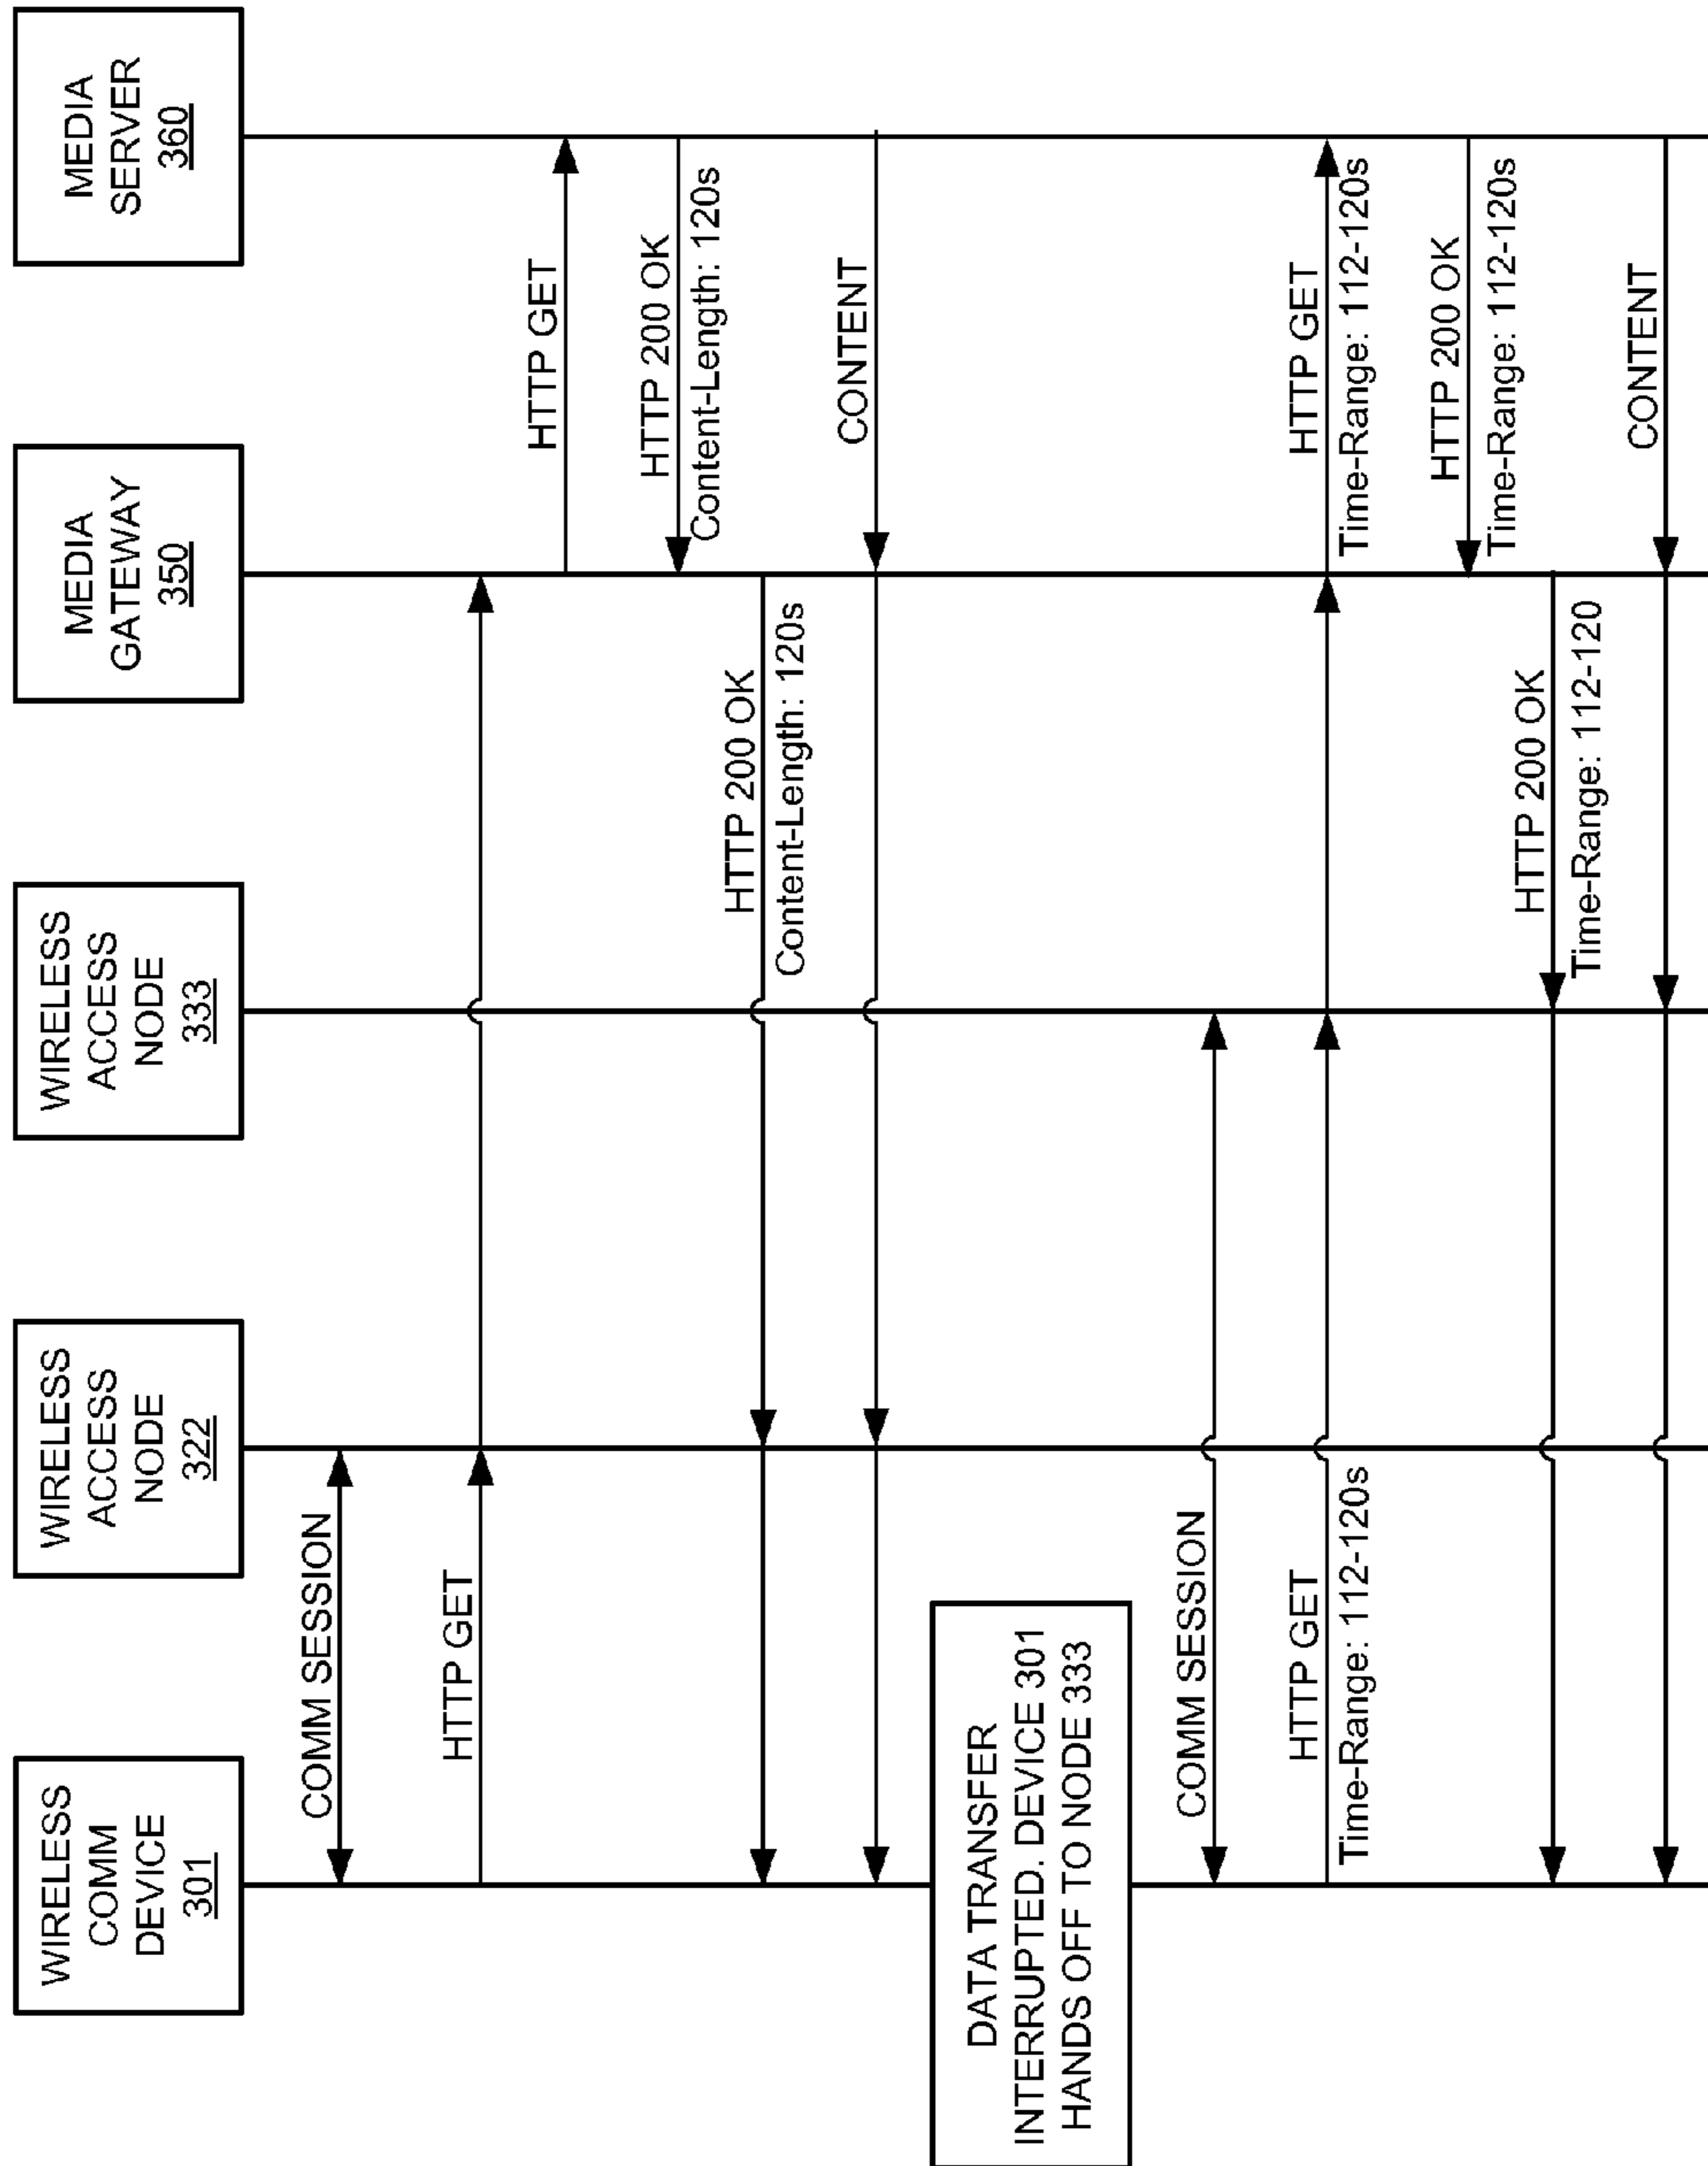 WIRELESS
COMM
DEVICE
301
WIRELESS
ACCESS
NODE
322
WIRELESS
ACCESS
NODE
333
MEDIA
GATEWAY
350
MEDIA
SERVER
360
COMM SESSION
HTTP GET
HTTP GET
HTTP 200 OK
Content-Length: 120s
HTTP 200 OK
Content-Length: 120s
CONTENT
DATA TRANSFER
INTERRUPTED. DEVICE 301
HANDS OFF TO NODE 333
COMM SESSION
HTTP GET
Time-Range: 112-120s
HTTP GET
Time-Range: 112-120s
HTTP 200 OK
Time-Range: 112-120s
HTTP 200 OK
Time-Range: 112-120
CONTENT